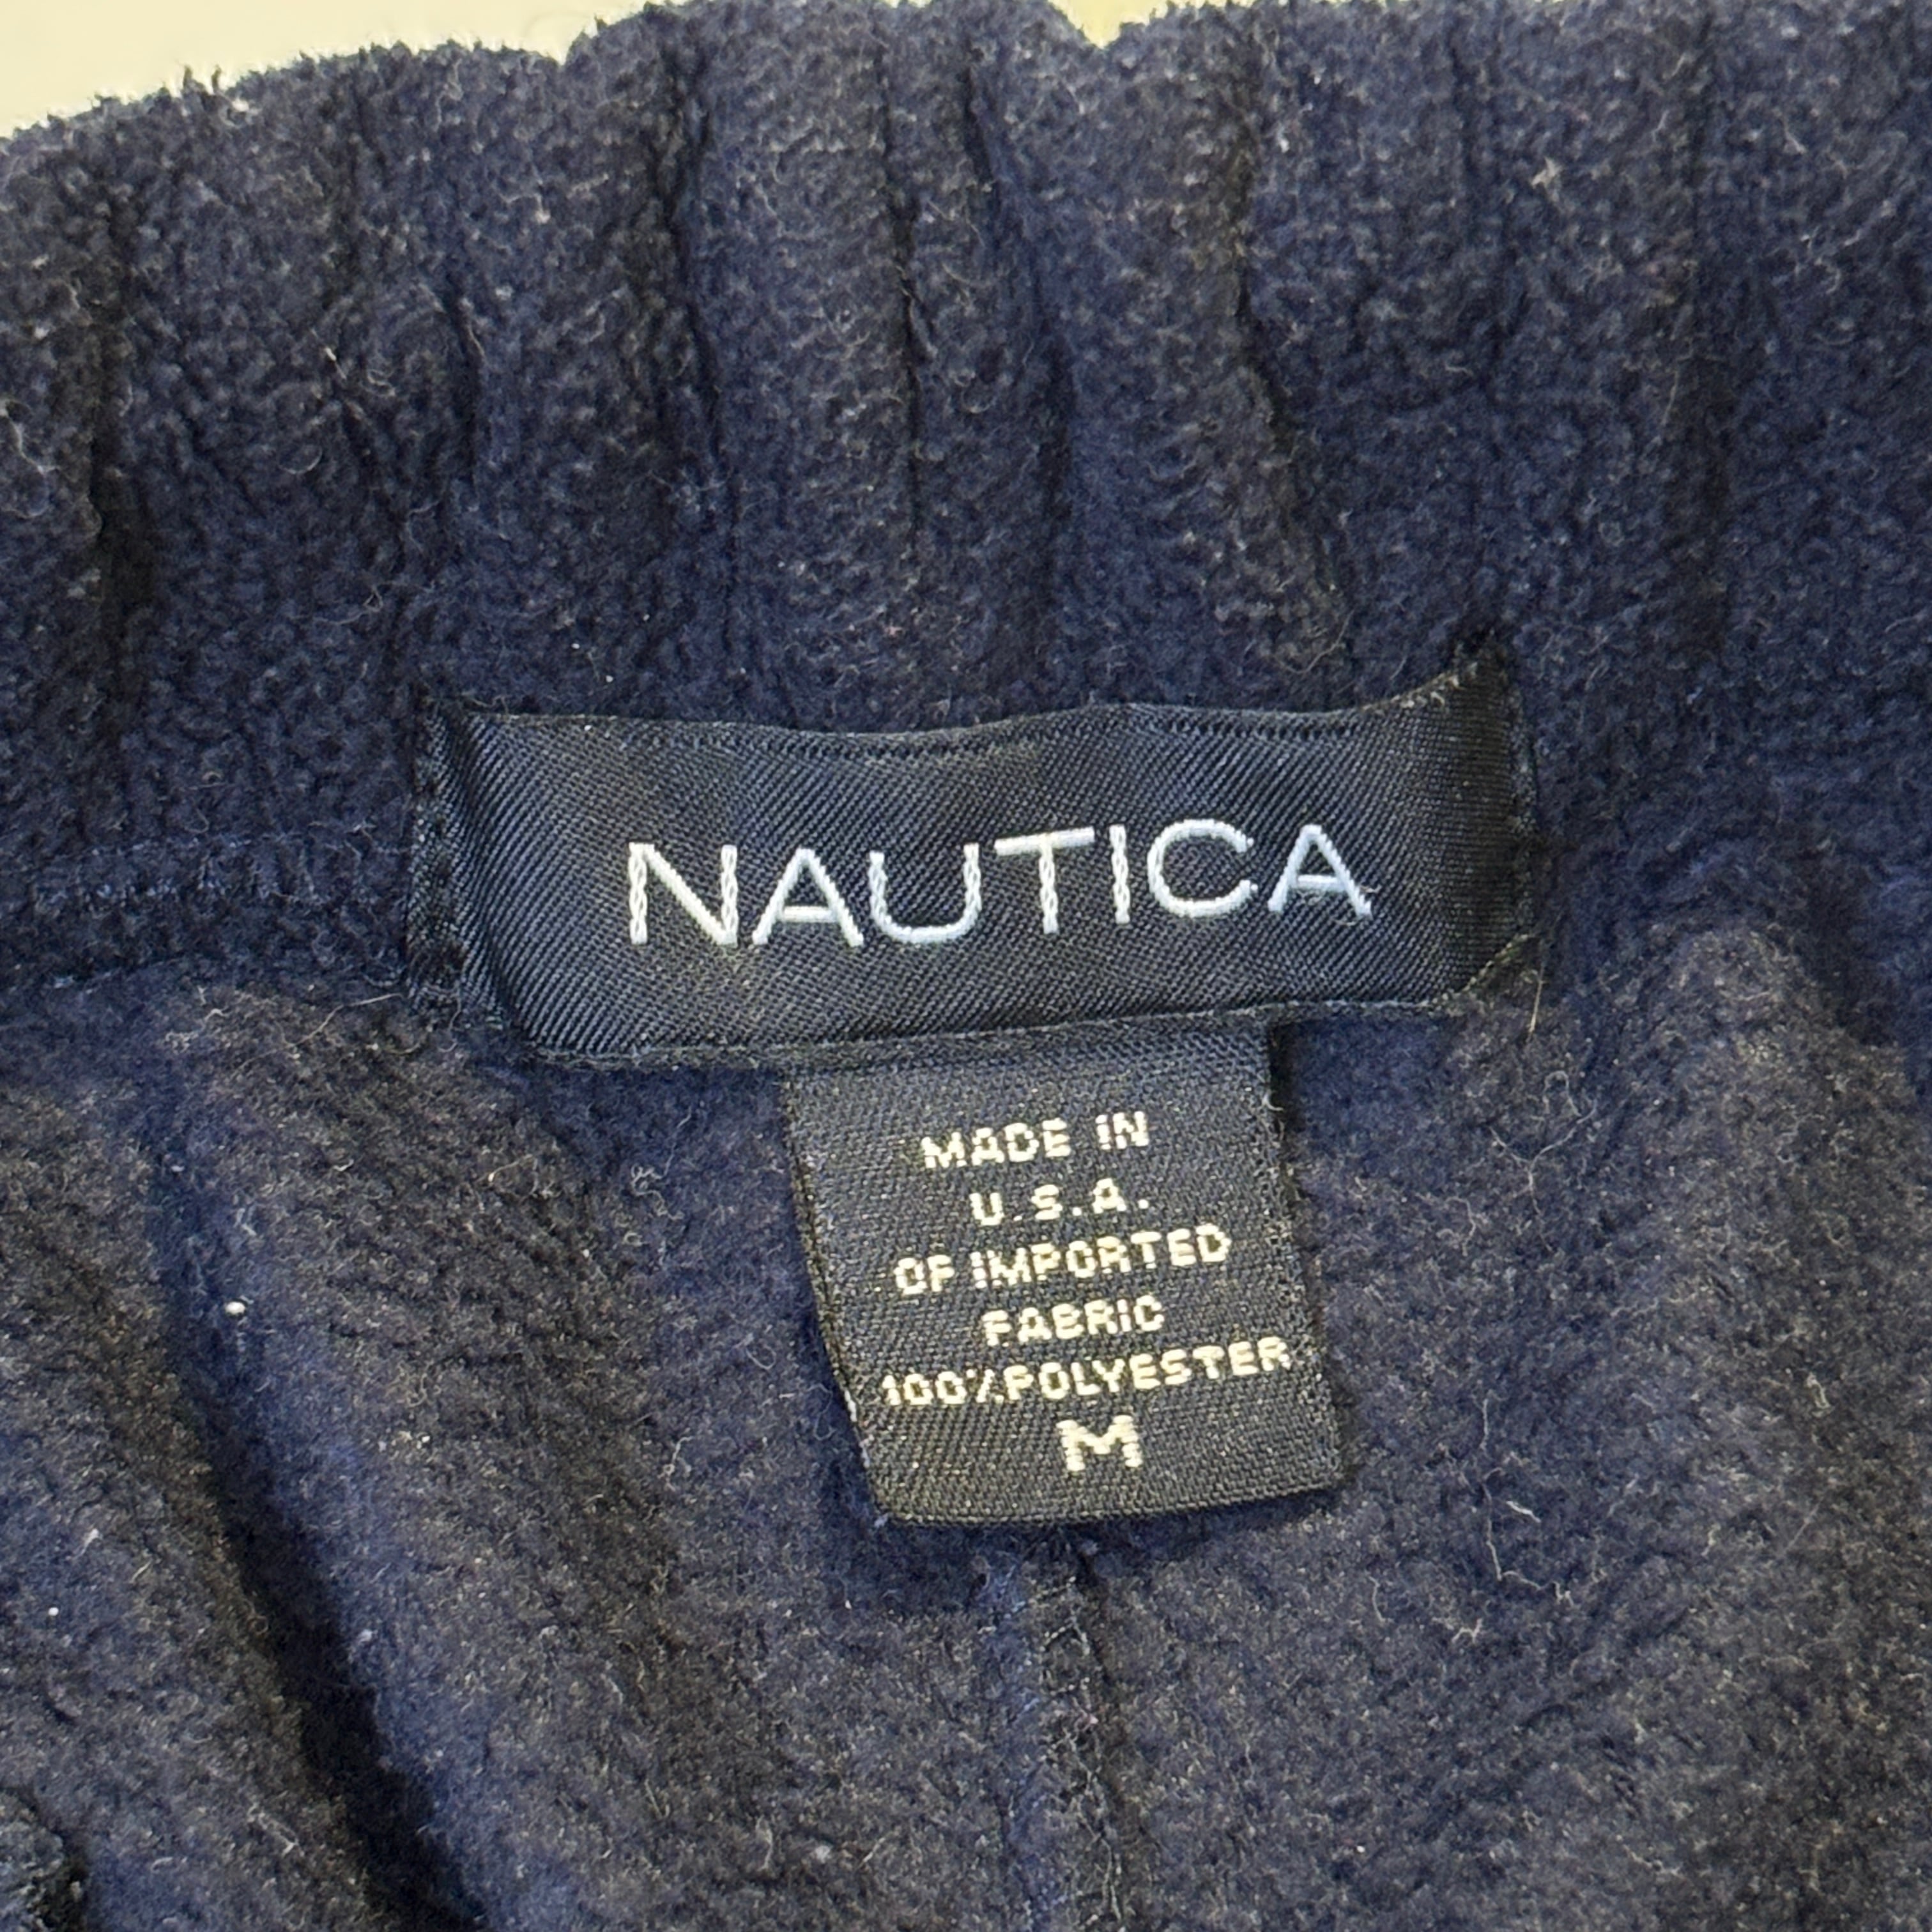 NAUTICA
MADE IN
U.S.A.
OF IMPORTED
FABRIC
100%POLYESTER
M